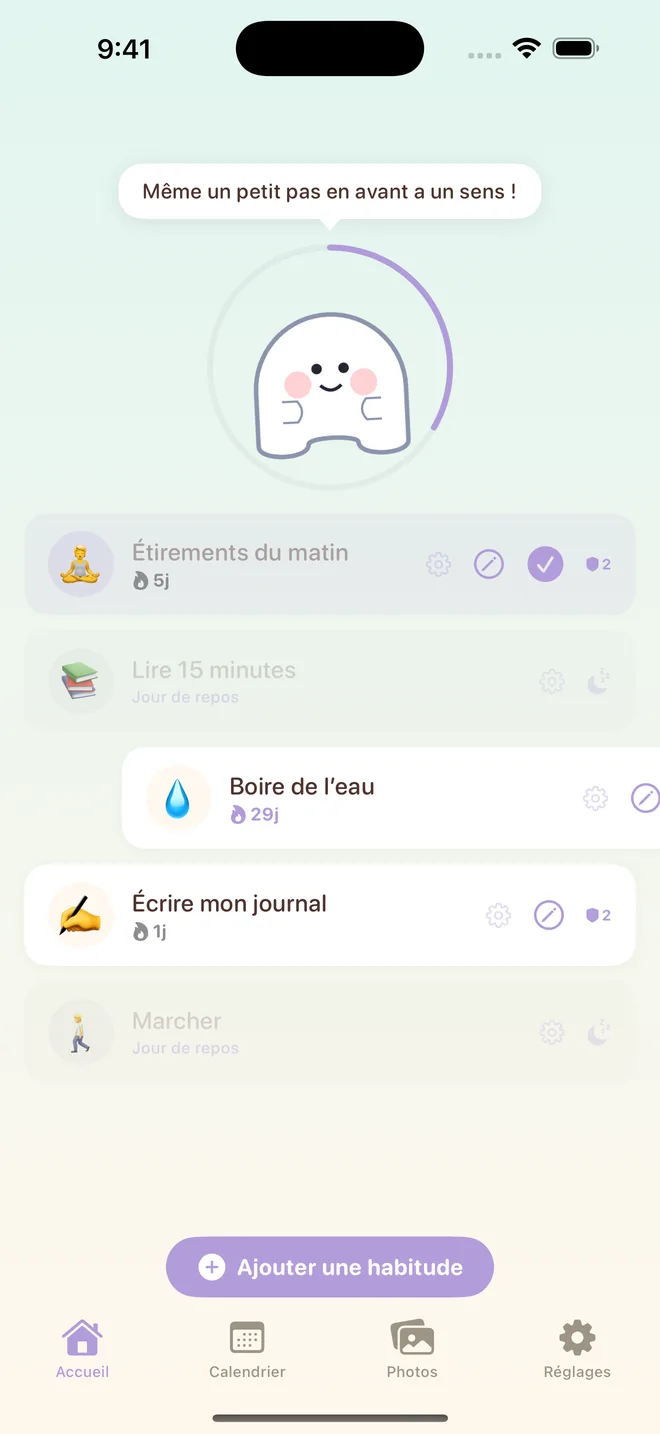 9:41
Même un petit pas en avant a un sens !
Étirements du matin
5j
2
Lire 15 minutes
Jour de repos
Boire de l’eau
29j
Écrire mon journal
1j
2
Marcher
Jour de repos
Ajouter une habitude
Accueil
Calendrier
Photos
Réglages